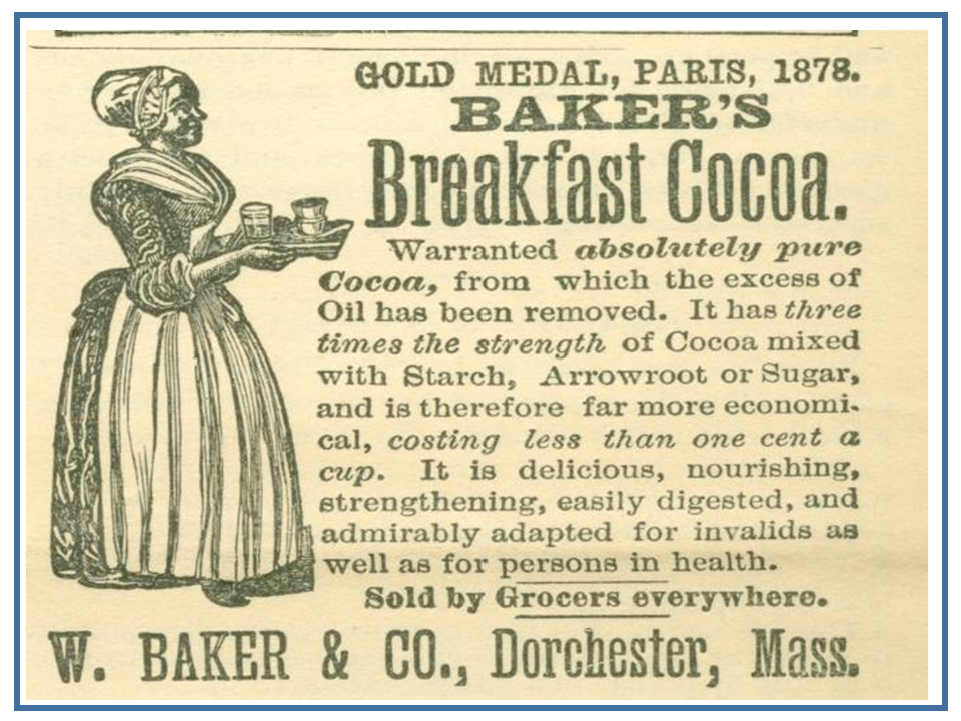 GOLD MEDAL, PARIS, 1878.
BAKER'S
Breakfast Cocoa.
Warranted absolutely pure
Cocoa, from which the excess of
Oil has been removed. It has three
times the strength of Cocoa mixed
with Starch, Arrowroot or Sugar,
and is therefore far more economi-
cal, costing less than one cent a
cup. It is delicious, nourishing,
strengthening, easily digested, and
admirably adapted for invalids as
well as for persons in health.
Sold by Grocers everywhere.
W. BAKER & CO., Dorchester, Mass.